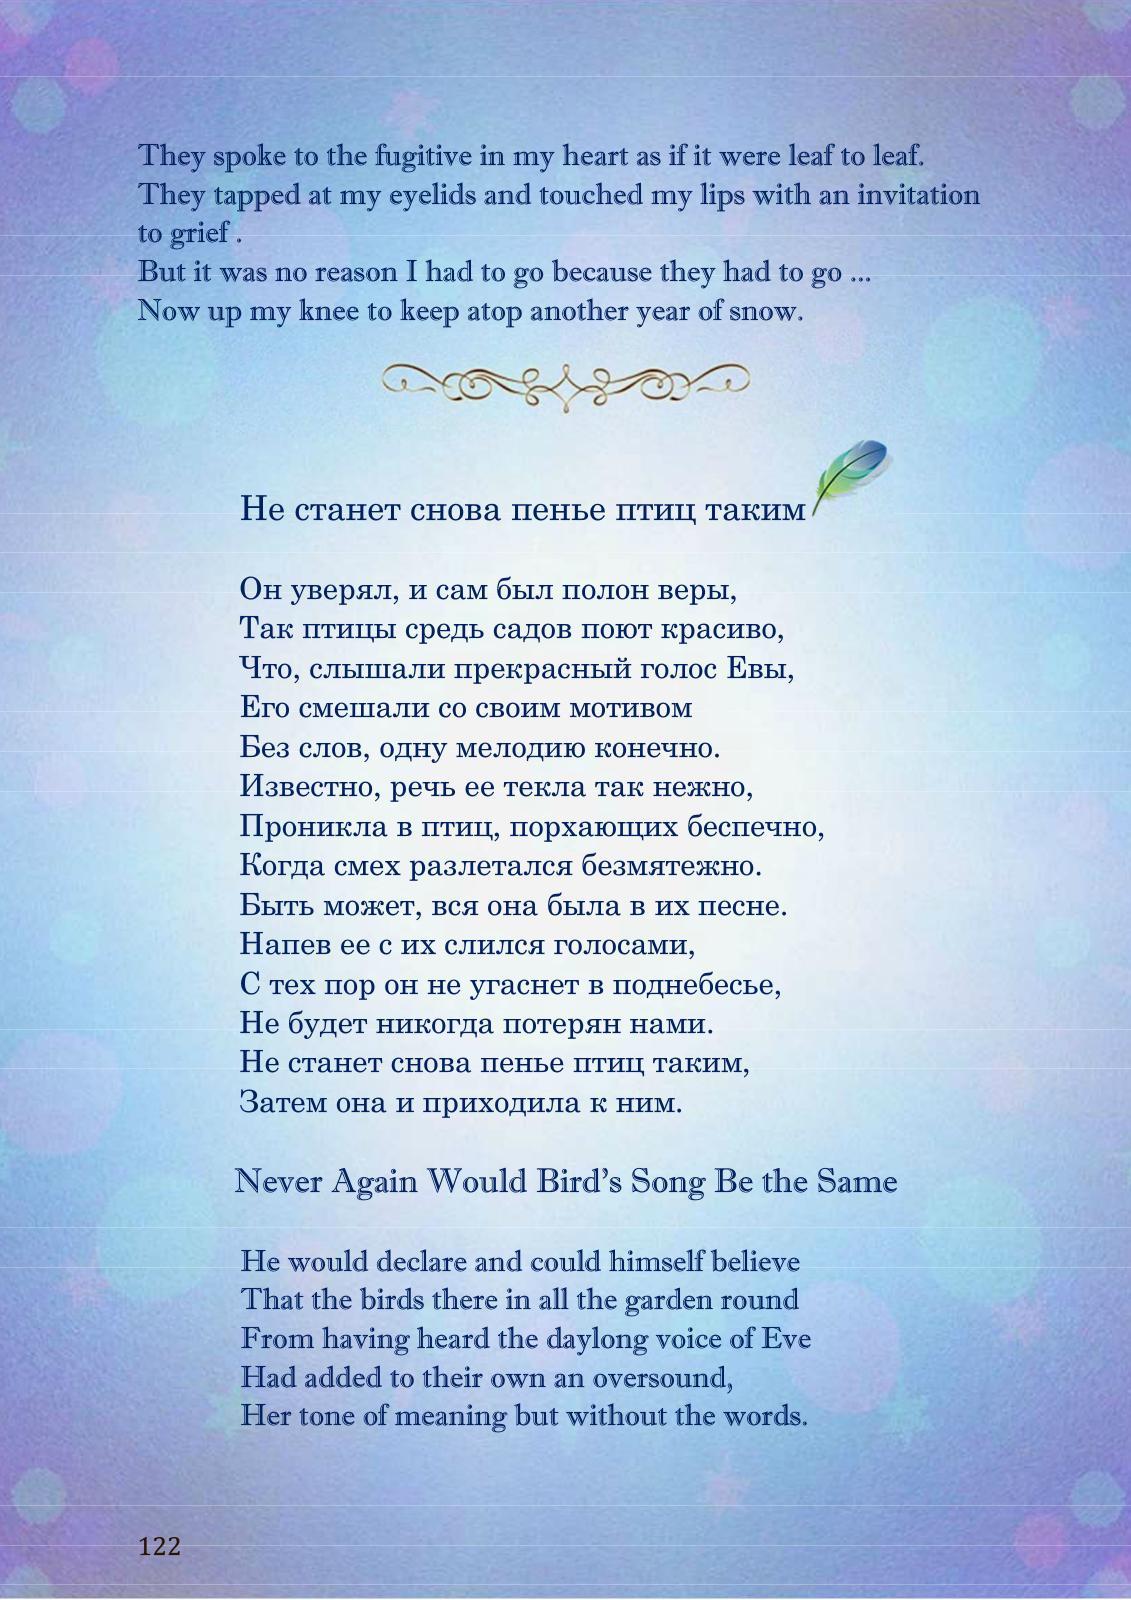 They spoke to the fugitive in my heart as if it were leaf to leaf.
They tapped at my eyelids and touched my lips with an invitation
to grief .
But it was no reason I had to go because they had to go ...
Now up my knee to keep atop another year of snow.
Не станет снова пенье птиц таким
Он уверял, и сам был полон веры,
Так птицы средь садов поют красиво,
Что, слышали прекрасный голос Евы,
Его смешали со своим мотивом
Без слов, одну мелодию конечно.
Известно, речь ее текла так нежно,
Проникла в птиц, порхающих беспечно,
Когда смех разлетался безмятежно.
Быть может, вся она была в их песне.
Напев ее с их слился голосами,
С тех пор он не угаснет в поднебесье,
Не будет никогда потерян нами.
Не станет снова пенье птиц таким,
Затем она и приходила к ним.
Never Again Would Bird’s Song Be the Same
He would declare and could himself believe
That the birds there in all the garden round
From having heard the daylong voice of Eve
Had added to their own an oversound,
Her tone of meaning but without the words.
122